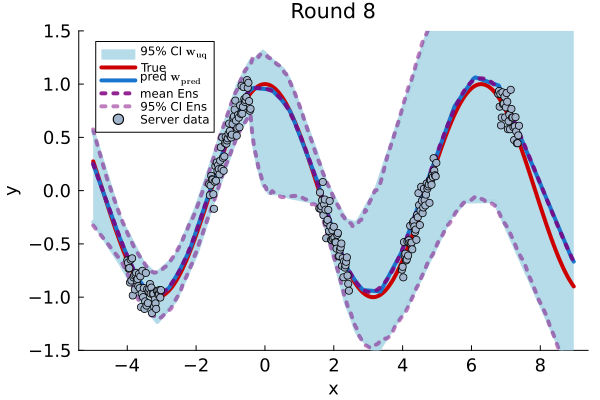 Round 8
1.5
1.0
0.5
0.0
−0.5
−1.0
−1.5
y
95% CI w_uq
True
pred w_pred
mean Ens
95% CI Ens
Server data
−4 −2 0 2 4 6 8
x